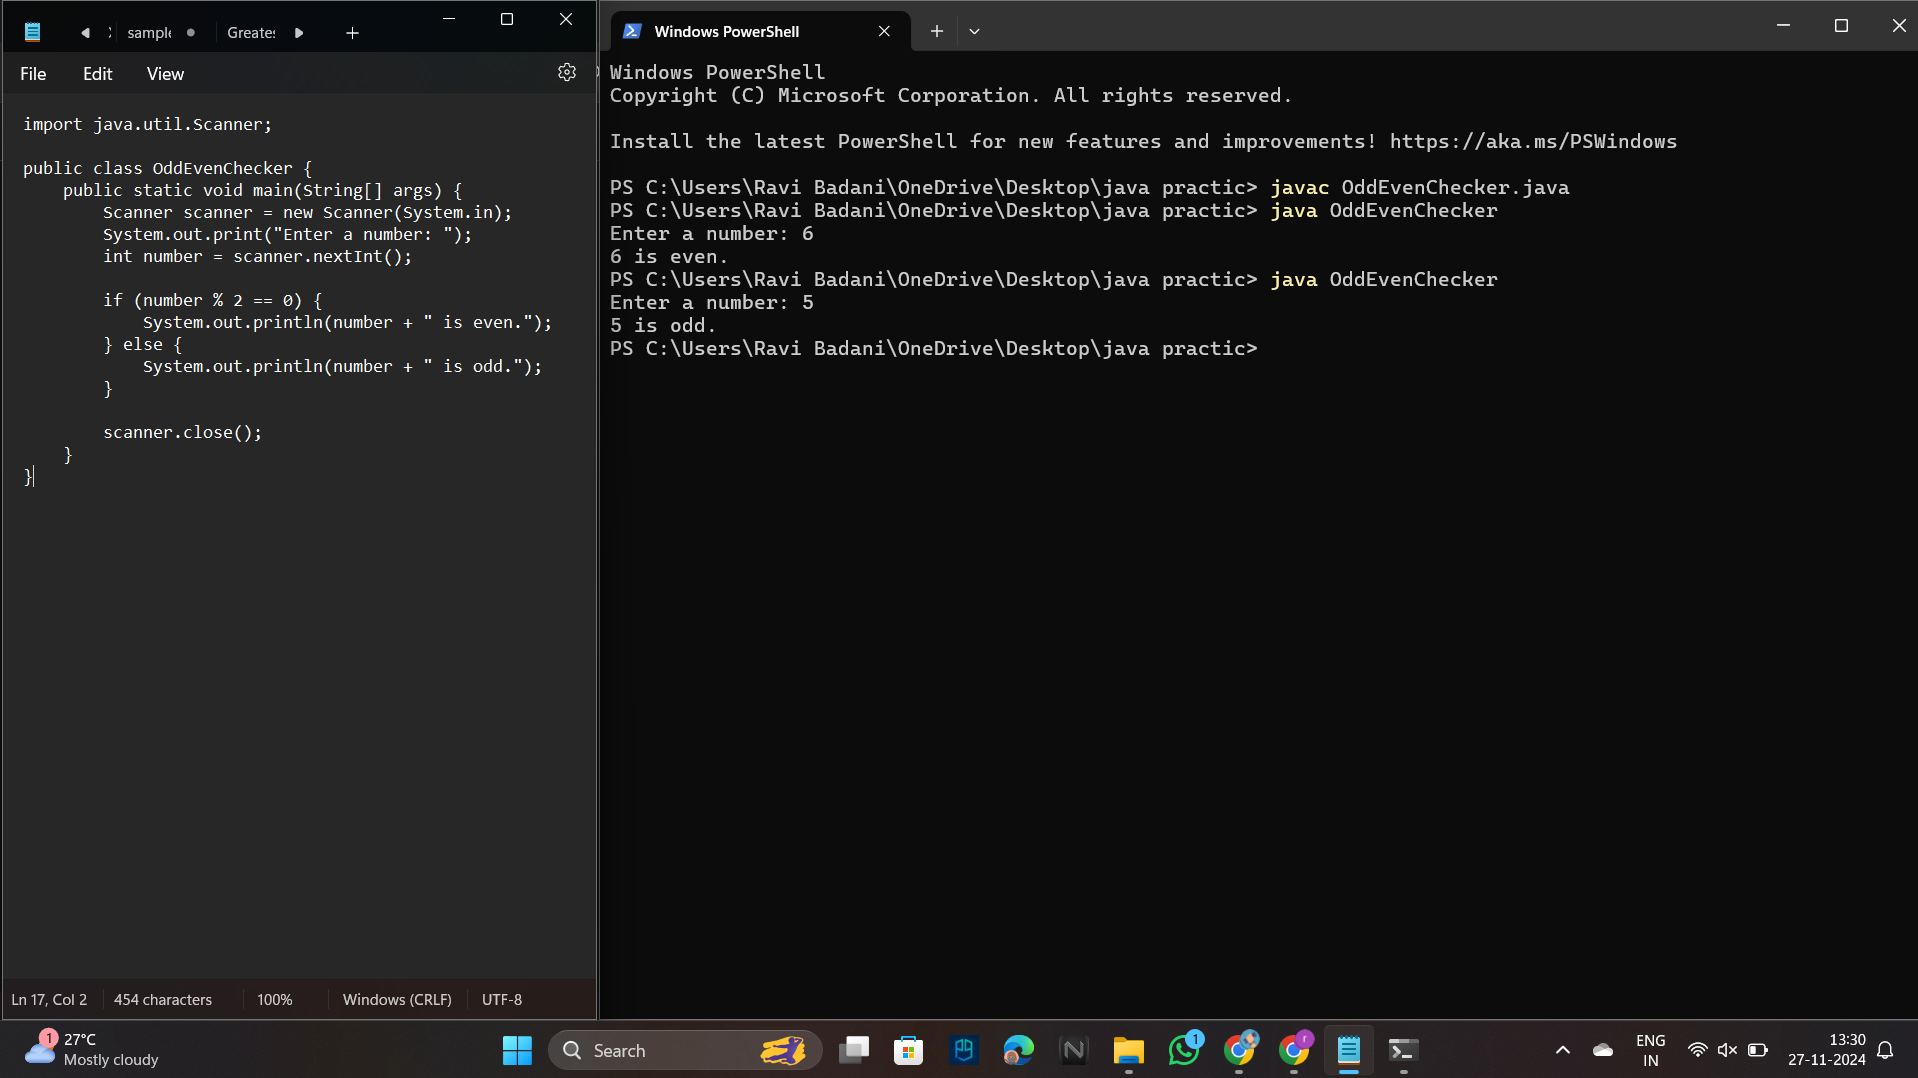 sample
Greates
File Edit View
import java.util.Scanner;
public class OddEvenChecker {
public static void main(String[] args) {
Scanner scanner = new Scanner(System.in);
System.out.print("Enter a number: ");
int number = scanner.nextInt();
if (number % 2 == 0) {
System.out.println(number + " is even.");
} else {
System.out.println(number + " is odd.");
}
scanner.close();
}
}
Ln 17, Col 2 454 characters 100% Windows (CRLF) UTF-8
Windows PowerShell
Windows PowerShell
Copyright (C) Microsoft Corporation. All rights reserved.
Install the latest PowerShell for new features and improvements! https://aka.ms/PSWindows
PS C:\Users\Ravi Badani\OneDrive\Desktop\java practic> javac OddEvenChecker.java
PS C:\Users\Ravi Badani\OneDrive\Desktop\java practic> java OddEvenChecker
Enter a number: 6
6 is even.
PS C:\Users\Ravi Badani\OneDrive\Desktop\java practic> java OddEvenChecker
Enter a number: 5
5 is odd.
PS C:\Users\Ravi Badani\OneDrive\Desktop\java practic>
1
27°C
Mostly cloudy
Search
1
r
ENG
IN
13:30
27-11-2024